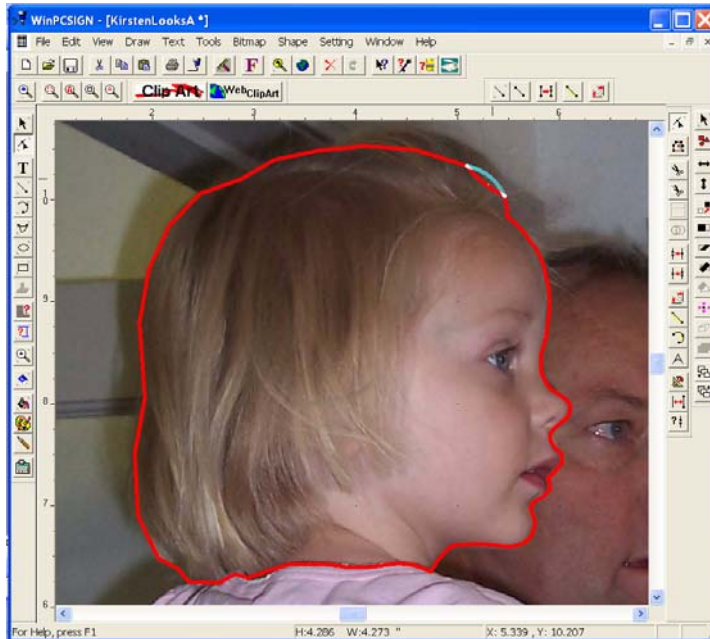 WinPCSIGN - [KirstenLooksA *]
File Edit View Draw Text Tools Bitmap Shape Setting Window Help
F
Clip Art WebClipArt
2 3 4 5 6
T
1
0
9
8
7
6
A
For Help, press F1 H:4.286 W:4.273 " X: 5.339 , Y: 10.207